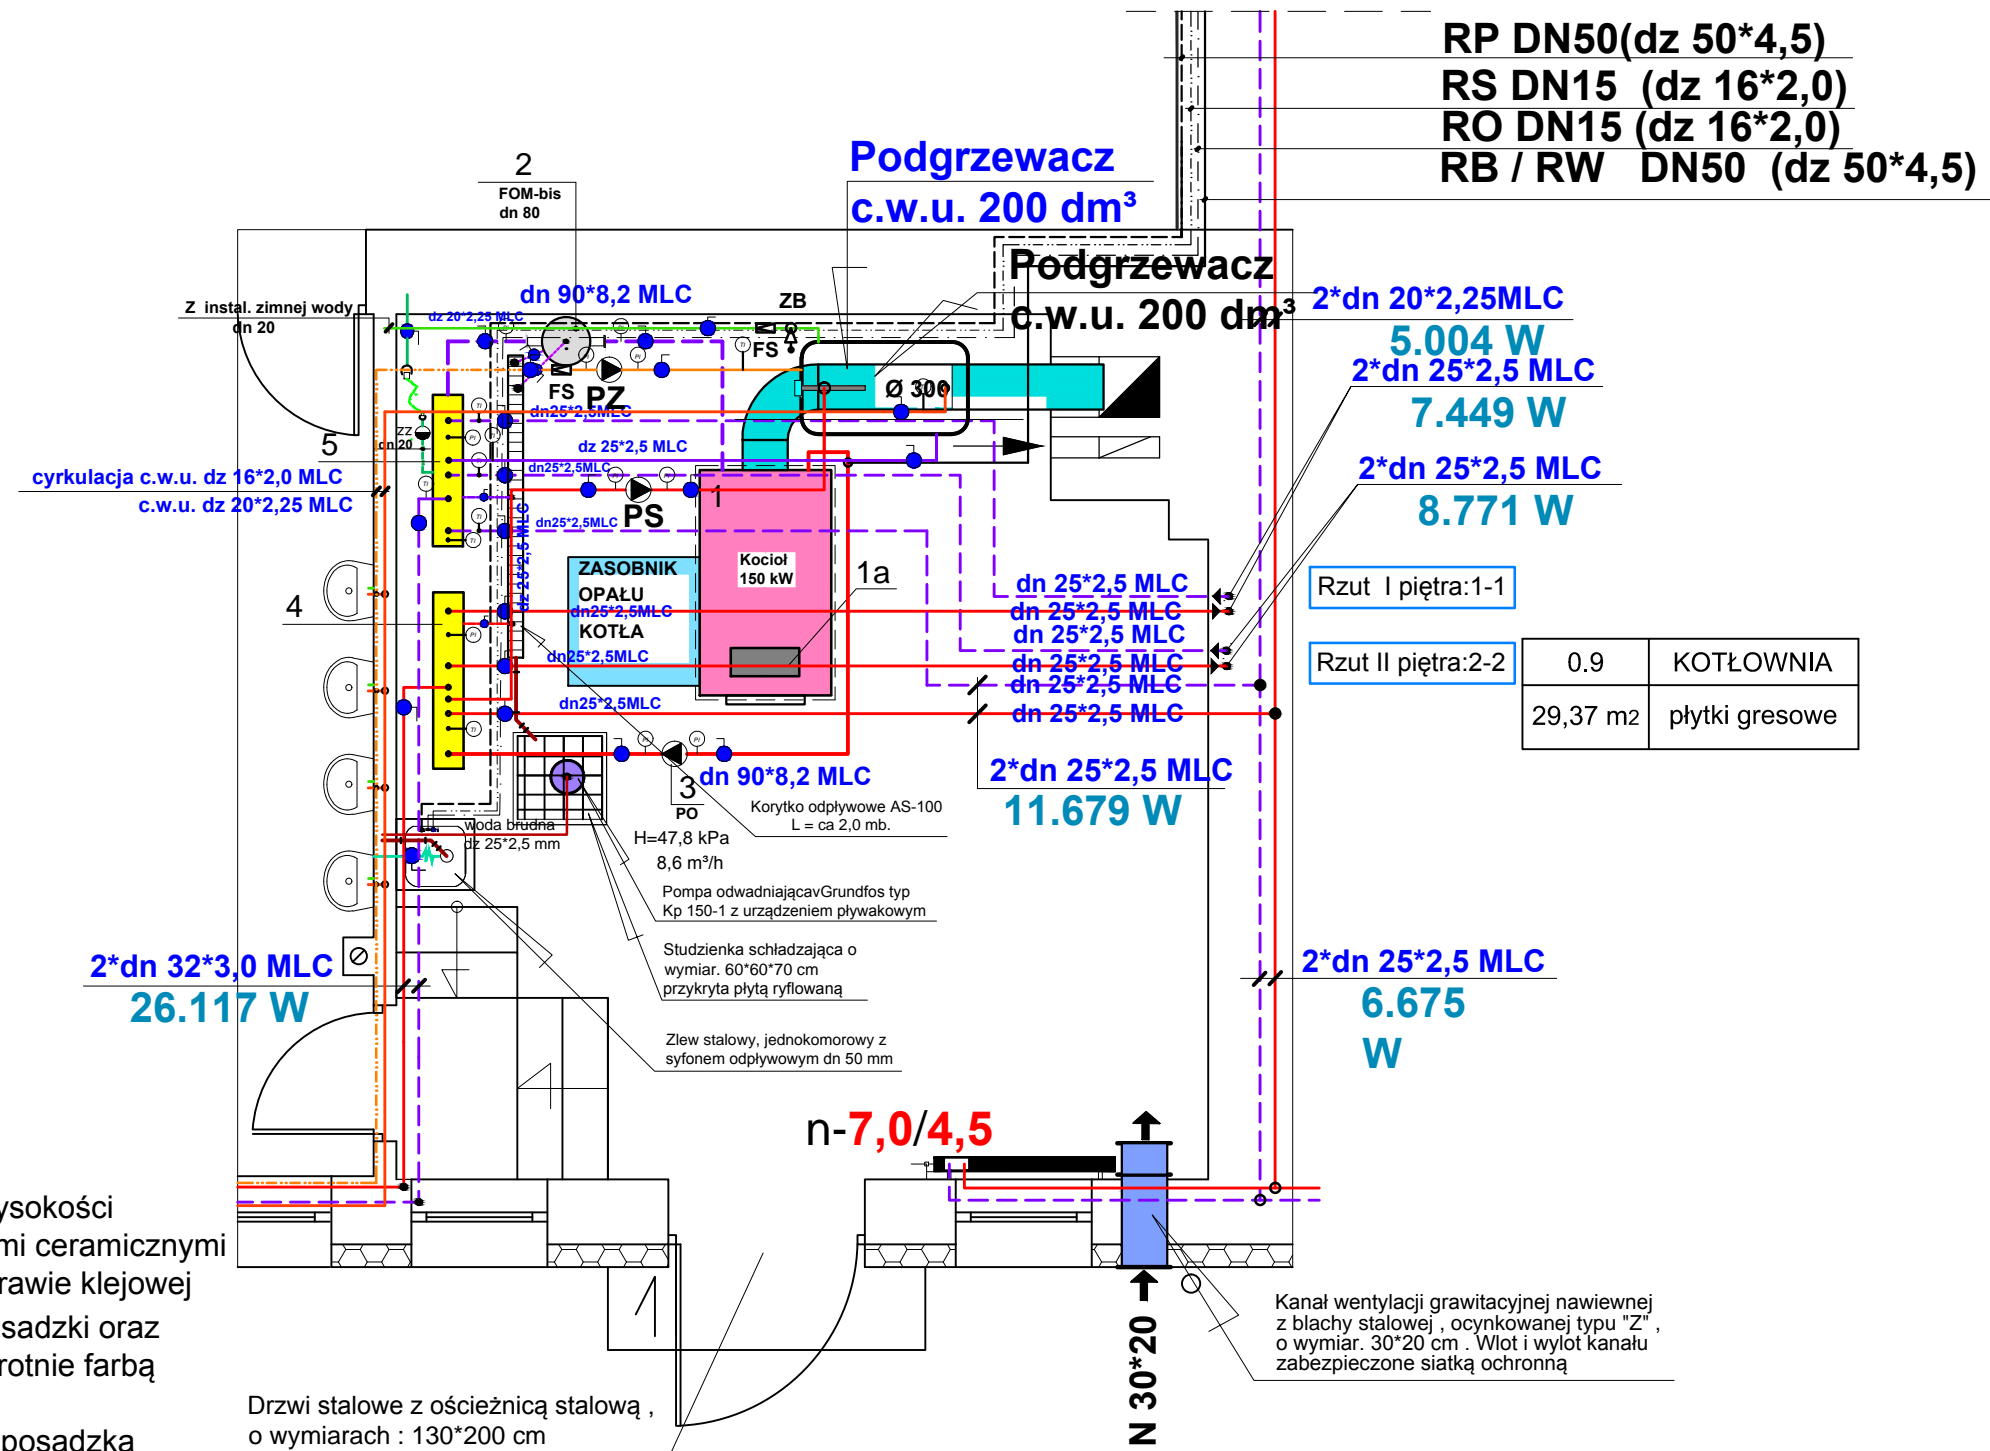 RP DN50(dz 50*4,5)
RS DN15 (dz 16*2,0)
RO DN15 (dz 16*2,0)
RB / RW DN50 (dz 50*4,5)
2
FOM-bis
dn 80
Podgrzewacz
c.w.u. 200 dm³
Podgrzewacz
c.w.u. 200 dm³
Z instal. zimnej wody
dn 20
dz 20*2,25 MLC
dn 90*8,2 MLC
ZB
FS
FS
PZ
Ø 300
2*dn 20*2,25MLC
5.004 W
2*dn 25*2,5 MLC
7.449 W
2*dn 25*2,5 MLC
8.771 W
5
ZZ
dn 20
dn25*2,5MLC
dz 25*2,5 MLC
dn25*2,5MLC
cyrkulacja c.w.u. dz 16*2,0 MLC
c.w.u. dz 20*2,25 MLC
PS
1
dn25*2,5MLC
dz 25*2,5 MLC
Kocioł
150 kW
1a
ZASOBNIK
OPAŁU
dn25*2,5MLC
KOTŁA
dn25*2,5MLC
dn25*2,5MLC
4
dn 25*2,5 MLC
dn 25*2,5 MLC
dn 25*2,5 MLC
dn 25*2,5 MLC
dn 25*2,5 MLC
dn 25*2,5 MLC
Rzut I piętra:1-1
Rzut II piętra:2-2
0.9 KOTŁOWNIA
29,37 m2 płytki gresowe
2*dn 25*2,5 MLC
11.679 W
dn 90*8,2 MLC
3
PO
H=47,8 kPa
8,6 m³/h
Korytko odpływowe AS-100
L = ca 2,0 mb.
woda brudna
dz 25*2,5 mm
Pompa odwadniającavGrundfos typ
Kp 150-1 z urządzeniem pływakowym
Studzienka schładzająca o
wymiar. 60*60*70 cm
przykryta płytą ryflowaną
Zlew stalowy, jednokomorowy z
syfonem odpływowym dn 50 mm
2*dn 32*3,0 MLC
26.117 W
2*dn 25*2,5 MLC
6.675
W
n-7,0/4,5
ysokości
mi ceramicznymi
rawie klejowej
sadzki oraz
rotnie farbą
posadzka
Drzwi stalowe z ościeżnicą stalową ,
o wymiarach : 130*200 cm
N 30*20
Kanał wentylacji grawitacyjnej nawiewnej
z blachy stalowej , ocynkowanej typu "Z" ,
o wymiar. 30*20 cm . Wlot i wylot kanału
zabezpieczone siatką ochronną